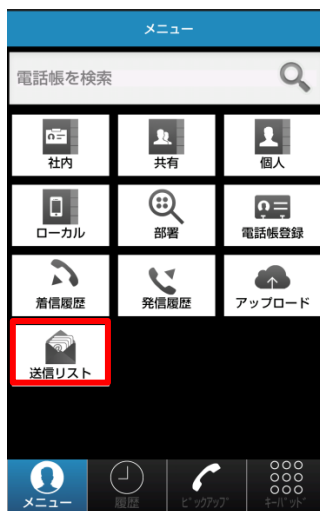 メニュー
電話帳を検索
社内
共有
個人
ローカル
部署
電話帳登録
着信履歴
発信履歴
アップロード
送信リスト
メニュー
履歴
ピックアップ
キーパッド